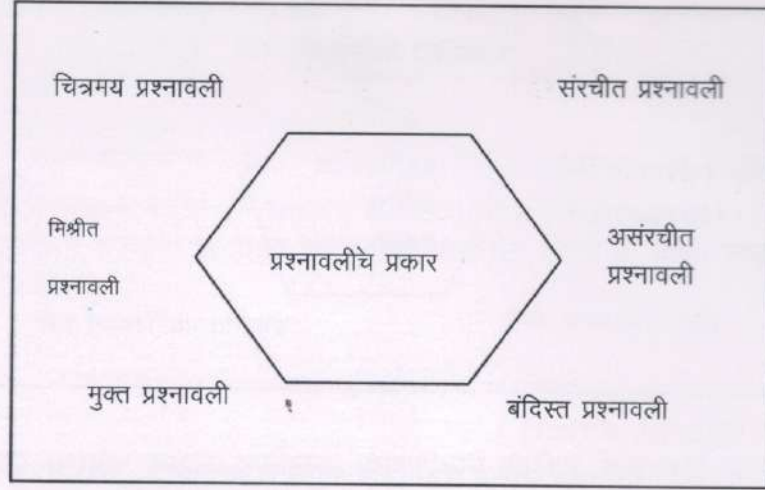 चित्रमय प्रश्नावली
संरचीत प्रश्नावली
मिश्रीत
प्रश्नावली
प्रश्नावलीचे प्रकार
असंरचीत
प्रश्नावली
मुक्त प्रश्नावली
बंदिस्त प्रश्नावली